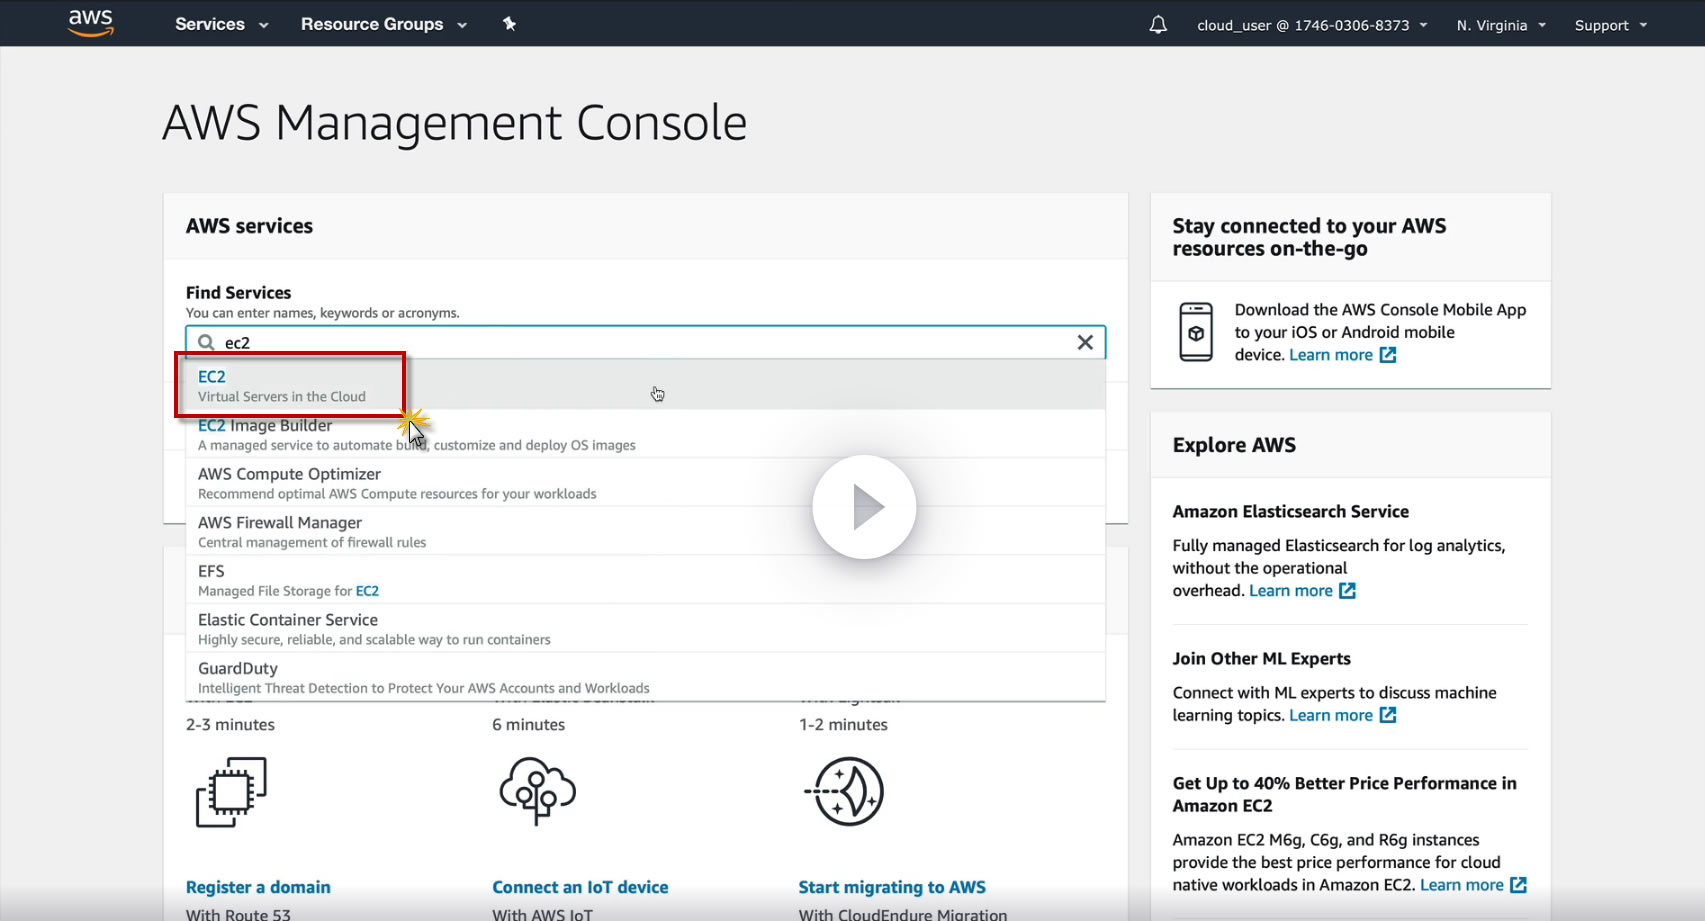 aws
Services
Resource Groups
cloud_user @ 1746-0306-8373
N. Virginia
Support
AWS Management Console
AWS services
Find Services
You can enter names, keywords or acronyms.
ec2
EC2
Virtual Servers in the Cloud
EC2 Image Builder
A managed service to automate build, customize and deploy OS images
AWS Compute Optimizer
Recommend optimal AWS Compute resources for your workloads
AWS Firewall Manager
Central management of firewall rules
EFS
Managed File Storage for EC2
Elastic Container Service
Highly secure, reliable, and scalable way to run containers
GuardDuty
Intelligent Threat Detection to Protect Your AWS Accounts and Workloads
2-3 minutes
6 minutes
1-2 minutes
Register a domain
With Route 53
Connect an IoT device
With AWS IoT
Start migrating to AWS
With CloudEndure Migration
Stay connected to your AWS
resources on-the-go
Download the AWS Console Mobile App
to your iOS or Android mobile
device. Learn more
Explore AWS
Amazon Elasticsearch Service
Fully managed Elasticsearch for log analytics,
without the operational
overhead. Learn more
Join Other ML Experts
Connect with ML experts to discuss machine
learning topics. Learn more
Get Up to 40% Better Price Performance in
Amazon EC2
Amazon EC2 M6g, C6g, and R6g instances
provide the best price performance for cloud
native workloads in Amazon EC2. Learn more